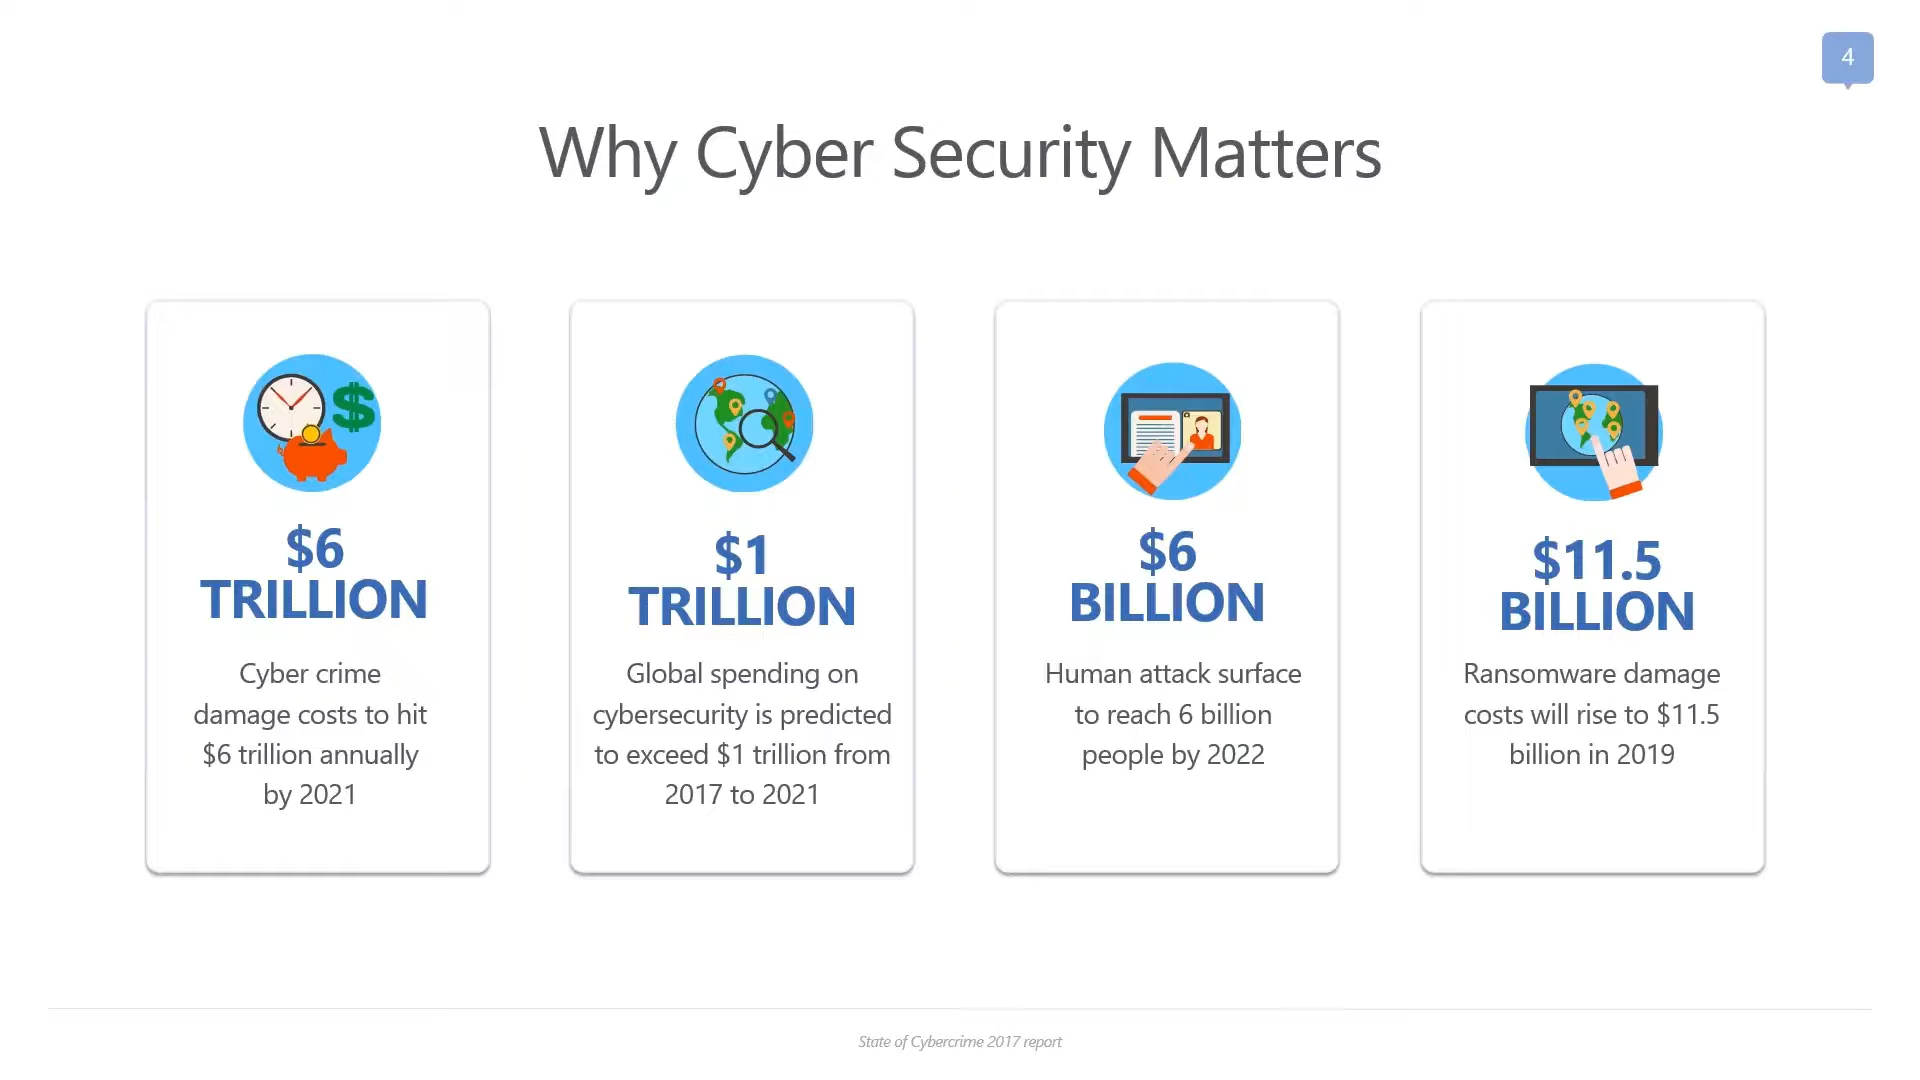 4
Why Cyber Security Matters
$6
TRILLION
Cyber crime
damage costs to hit
$6 trillion annually
by 2021
$1
TRILLION
Global spending on
cybersecurity is predicted
to exceed $1 trillion from
2017 to 2021
$6
BILLION
Human attack surface
to reach 6 billion
people by 2022
$11.5
BILLION
Ransomware damage
costs will rise to $11.5
billion in 2019
State of Cybercrime 2017 report